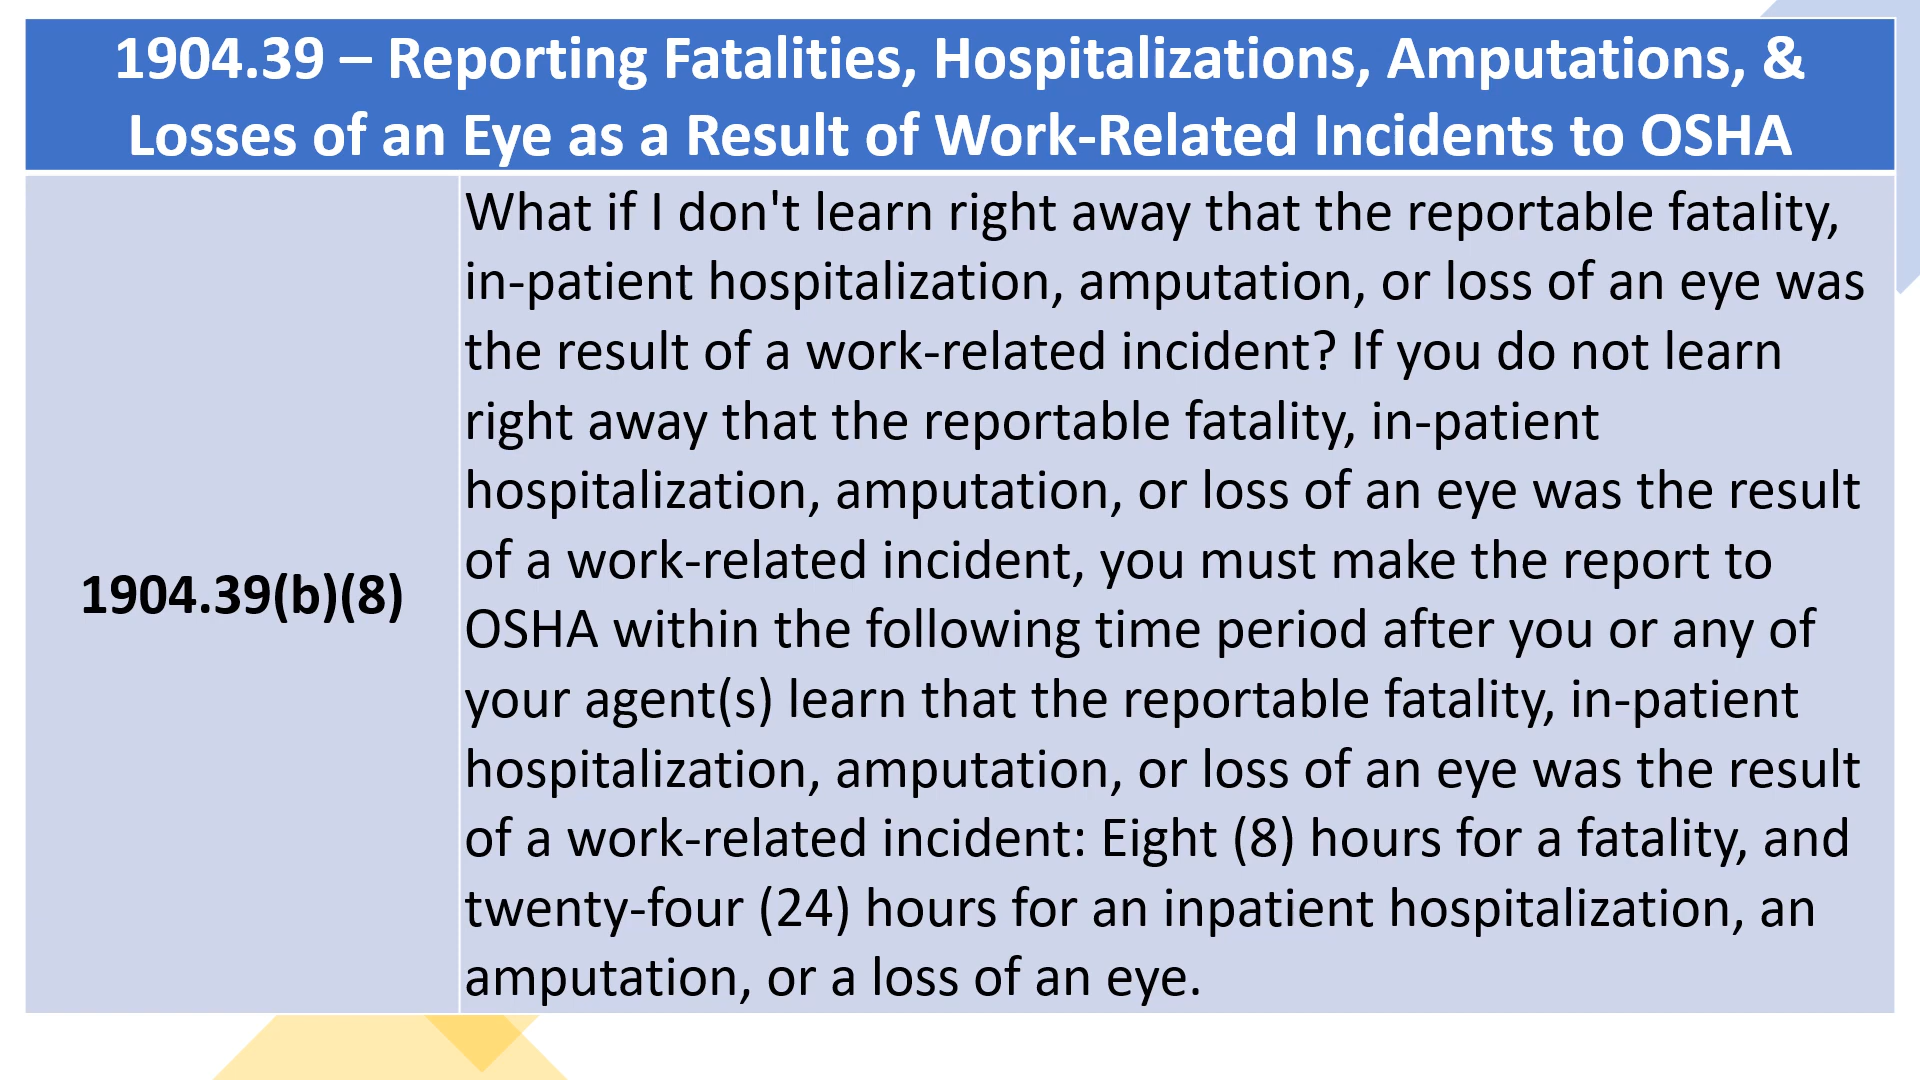 1904.39 – Reporting Fatalities, Hospitalizations, Amputations, &
Losses of an Eye as a Result of Work-Related Incidents to OSHA
1904.39(b)(8)
What if I don't learn right away that the reportable fatality,
in-patient hospitalization, amputation, or loss of an eye was
the result of a work-related incident? If you do not learn
right away that the reportable fatality, in-patient
hospitalization, amputation, or loss of an eye was the result
of a work-related incident, you must make the report to
OSHA within the following time period after you or any of
your agent(s) learn that the reportable fatality, in-patient
hospitalization, amputation, or loss of an eye was the result
of a work-related incident: Eight (8) hours for a fatality, and
twenty-four (24) hours for an inpatient hospitalization, an
amputation, or a loss of an eye.